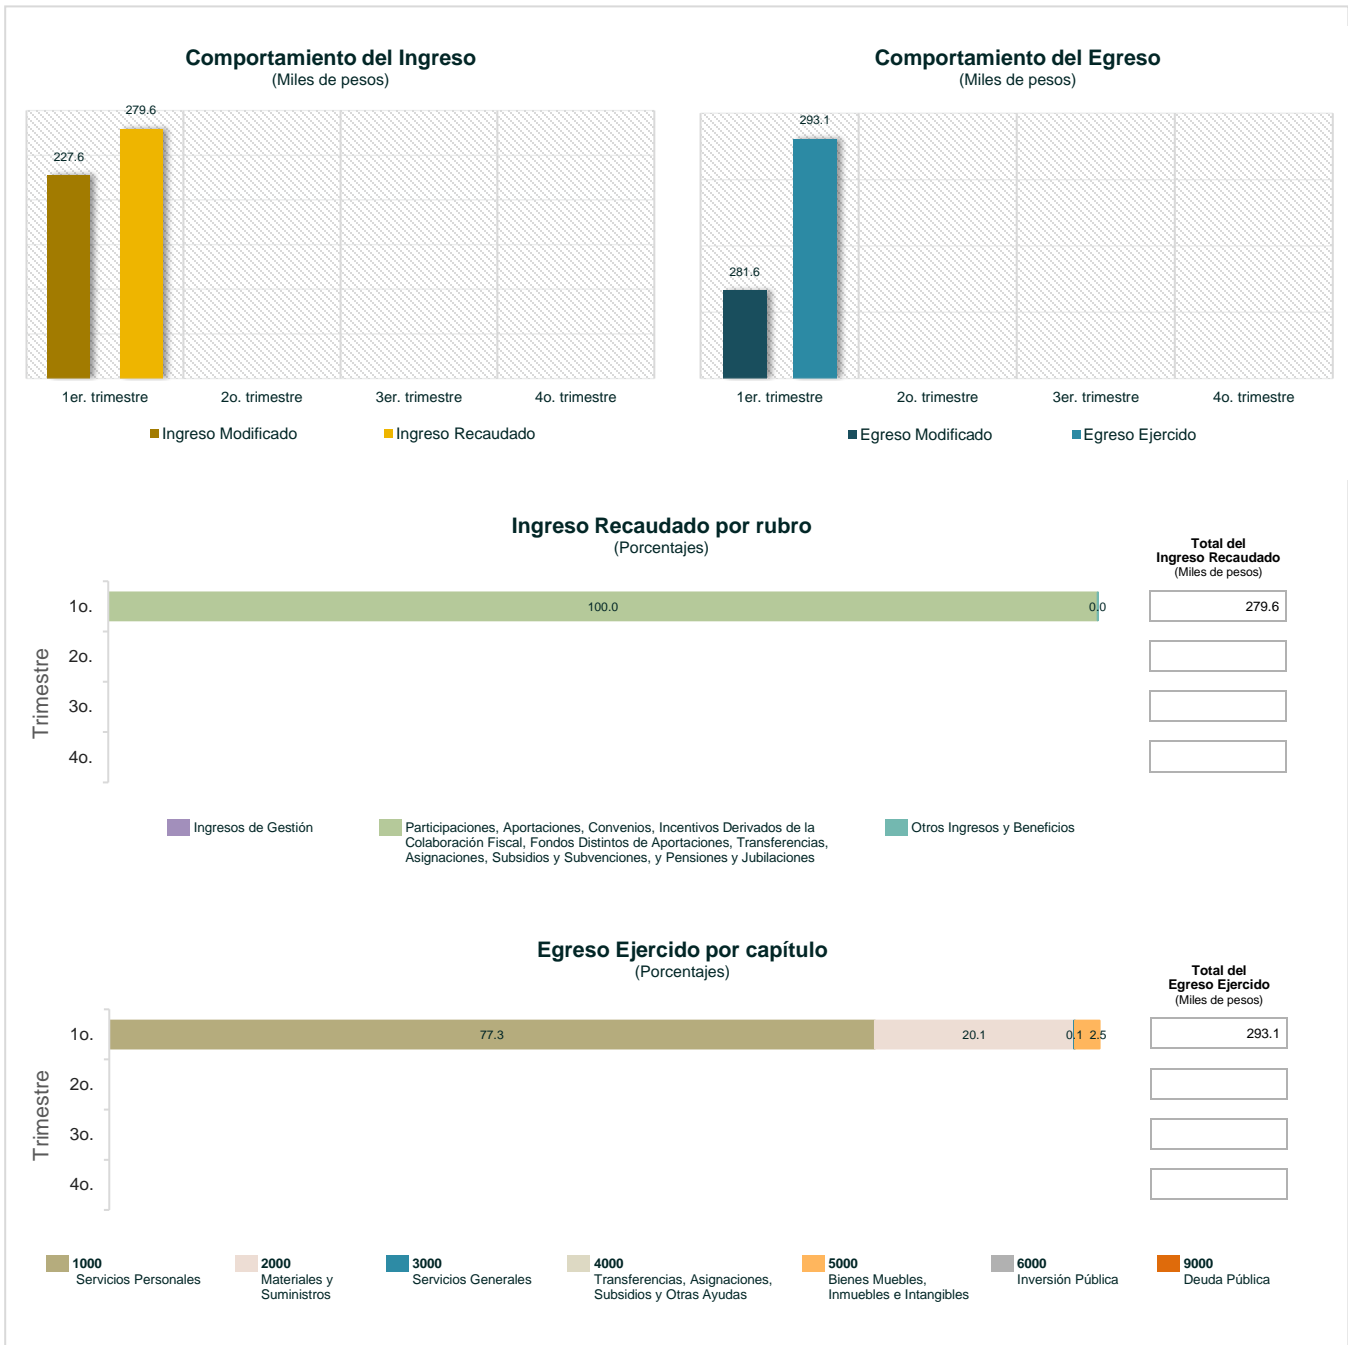 Comportamiento del Ingreso
(Miles de pesos)
279.6
227.6
1er. trimestre
2o. trimestre
3er. trimestre
4o. trimestre
Ingreso Modificado
Ingreso Recaudado
Comportamiento del Egreso
(Miles de pesos)
293.1
281.6
1er. trimestre
2o. trimestre
3er. trimestre
4o. trimestre
Egreso Modificado
Egreso Ejercido
Ingreso Recaudado por rubro
(Porcentajes)
Total del
Ingreso Recaudado
(Miles de pesos)
Trimestre
1o.
100.0
0.0
279.6
2o.
3o.
4o.
Ingresos de Gestión
Participaciones, Aportaciones, Convenios, Incentivos Derivados de la
Colaboración Fiscal, Fondos Distintos de Aportaciones, Transferencias,
Asignaciones, Subsidios y Subvenciones, y Pensiones y Jubilaciones
Otros Ingresos y Beneficios
Egreso Ejercido por capítulo
(Porcentajes)
Total del
Egreso Ejercido
(Miles de pesos)
Trimestre
1o.
77.3
20.1
0.1
2.5
293.1
2o.
3o.
4o.
1000
Servicios Personales
2000
Materiales y
Suministros
3000
Servicios Generales
4000
Transferencias, Asignaciones,
Subsidios y Otras Ayudas
5000
Bienes Muebles,
Inmuebles e Intangibles
6000
Inversión Pública
9000
Deuda Pública